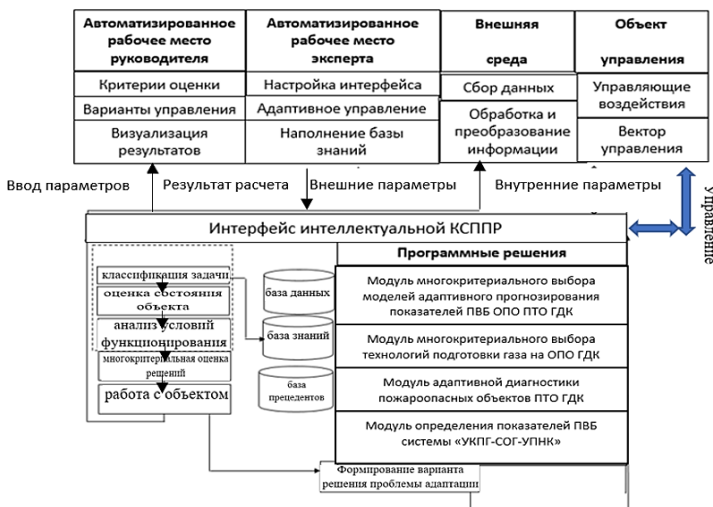 Автоматизированное
рабочее место
руководителя
Критерии оценки
Варианты управления
Визуализация
результатов
Автоматизированное
рабочее место
эксперта
Настройка интерфейса
Адаптивное управление
Наполнение базы
знаний
Внешняя
среда
Сбор данных
Обработка и
преобразование
информации
Объект
управления
Управляющие
воздействия
Вектор
управления
Ввод параметров
Результат расчета
Внешние параметры
Внутренние параметры
Управление
Интерфейс интеллектуальной КСППР
классификация задачи
оценка состояния
объекта
анализ условий
функционирования
многокритериальная оценка
решений
работа с объектом
база данных
база знаний
база
прецедентов
Программные решения
Модуль многокритериального выбора
моделей адаптивного прогнозирования
показателей ПВБ ОПО ПТО ГДК
Модуль многокритериального выбора
технологий подготовки газа на ОПО ГДК
Модуль адаптивной диагностики
пожароопасных объектов ПТО ГДК
Модуль определения показателей ПВБ
системы «УКПГ-СОГ-УПНК»
Формирование варианта
решения проблемы адаптации